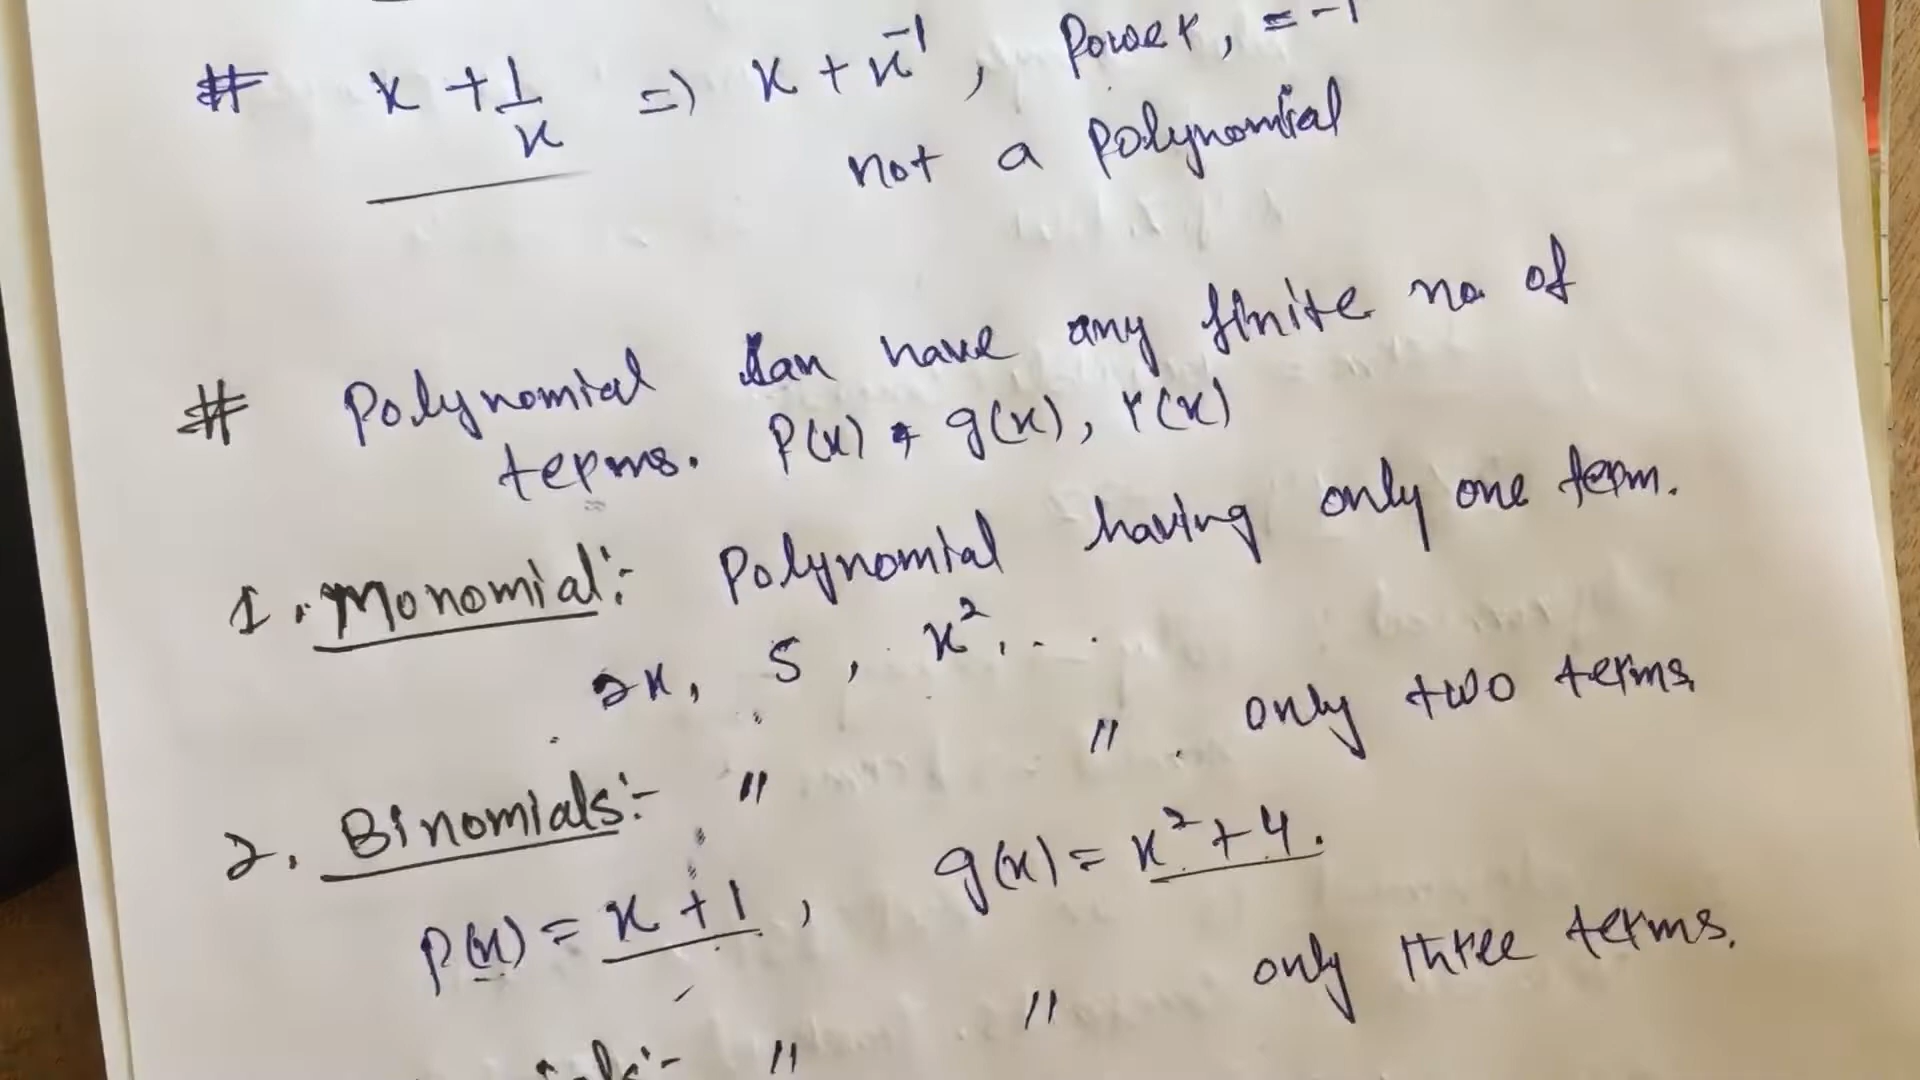 # x + 1/x => x + x⁻¹, Power, = -1
not a polynomial
# Polynomial can have any finite no. of
terms. P(x), g(x), r(x)
1. Monomial:- Polynomial having only one term.
2x, 5, x², ...
2. Binomials:- " " only two terms.
P(x) = x + 1, g(x) = x² + 4.
" " only three terms.